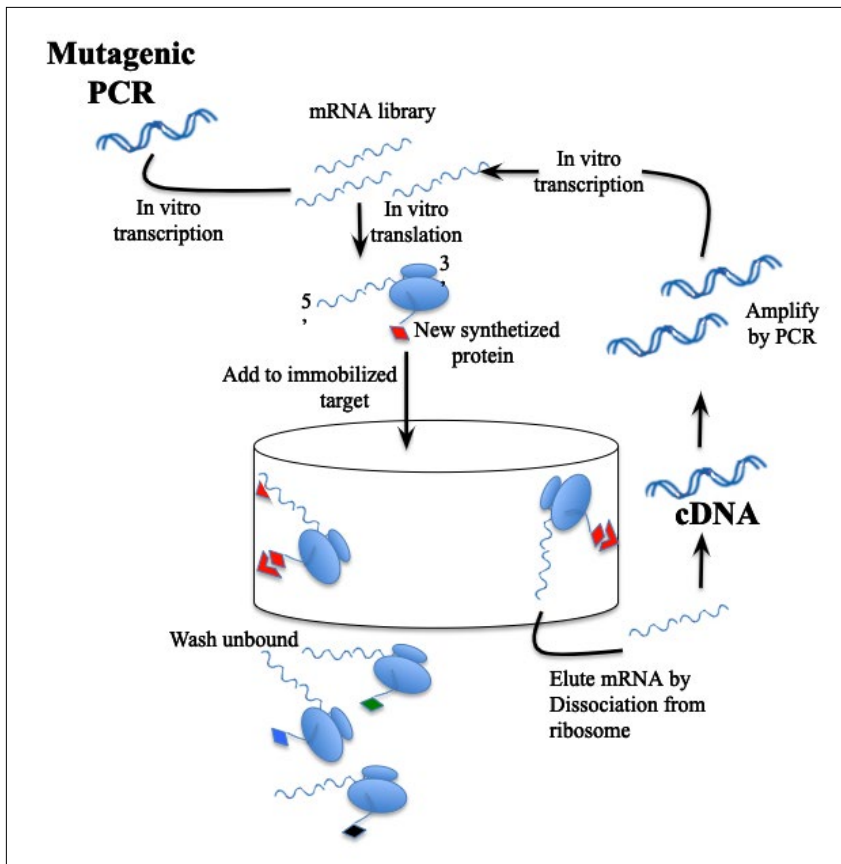 Mutagenic
PCR
mRNA library
In vitro
transcription
In vitro
transcription
In vitro
translation
5'
3'
New synthetized
protein
Amplify
by PCR
Add to immobilized
target
cDNA
Wash unbound
Elute mRNA by
Dissociation from
ribosome